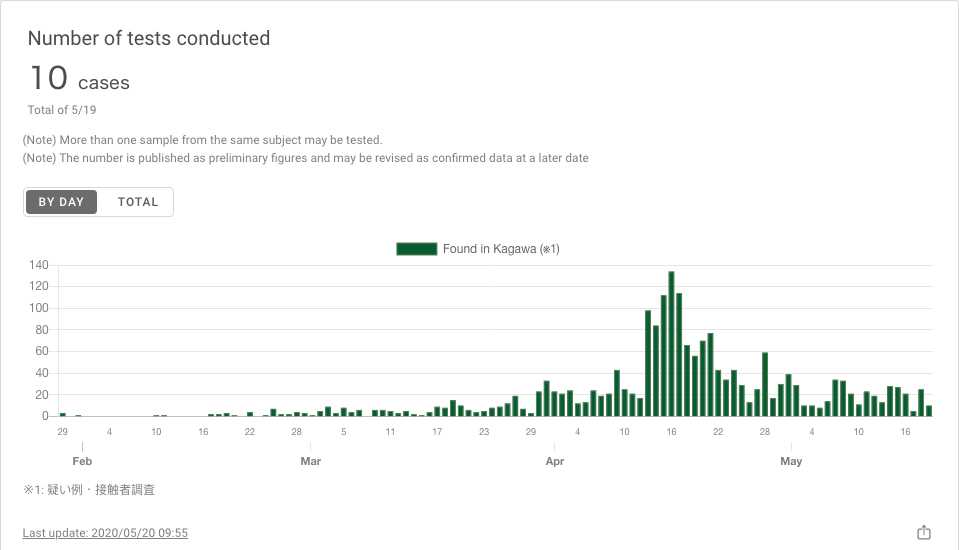 Number of tests conducted
10 cases
Total of 5/19
(Note) More than one sample from the same subject may be tested.
(Note) The number is published as preliminary figures and may be revised as confirmed data at a later date
BY DAY TOTAL
Found in Kagawa (※1)
140
120
100
80
60
40
20
0
29 4 10 16 22 28 5 11 17 23 29 4 10 16 22 28 4 10 16
Feb Mar Apr May
※1: 疑い例・接触者調査
Last update: 2020/05/20 09:55